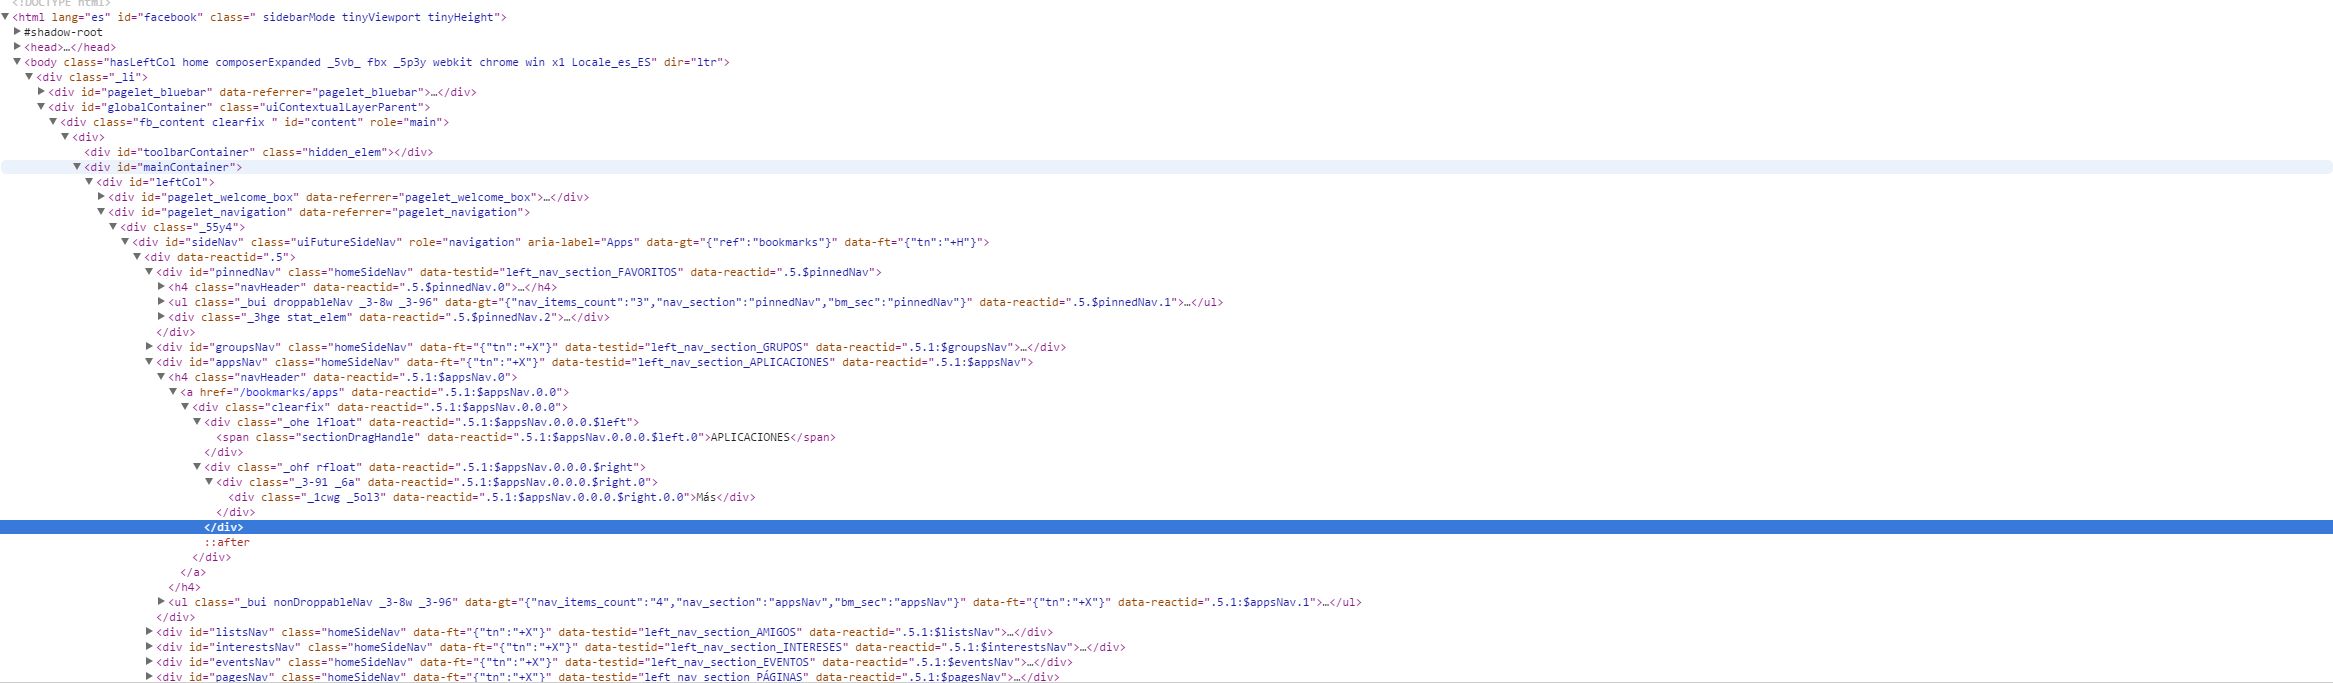 <!DOCTYPE html>
<html lang="es" id="facebook" class=" sidebarMode tinyViewport tinyHeight">
#shadow-root
<head>…</head>
<body class="hasLeftCol home composerExpanded _5vb_ fbx _5p3y webkit chrome win x1 Locale_es_ES" dir="ltr">
<div class="_li">
<div id="pagelet_bluebar" data-referrer="pagelet_bluebar">…</div>
<div id="globalContainer" class="uiContextualLayerParent">
<div class="fb_content clearfix " id="content" role="main">
<div>
<div id="toolbarContainer" class="hidden_elem"></div>
<div id="mainContainer">
<div id="leftCol">
<div id="pagelet_welcome_box" data-referrer="pagelet_welcome_box">…</div>
<div id="pagelet_navigation" data-referrer="pagelet_navigation">
<div class="_55y4">
<div id="sideNav" class="uiFutureSideNav" role="navigation" aria-label="Apps" data-gt="{"ref":"bookmarks"}" data-ft="{"tn":"+H"}">
<div data-reactid=".5">
<div id="pinnedNav" class="homeSideNav" data-testid="left_nav_section_FAVORITOS" data-reactid=".5.$pinnedNav">
<h4 class="navHeader" data-reactid=".5.$pinnedNav.0">…</h4>
<ul class="_bui droppableNav _3-8w _3-96" data-gt="{"nav_items_count":"3","nav_section":"pinnedNav","bm_sec":"pinnedNav"}" data-reactid=".5.$pinnedNav.1">…</ul>
<div class="_3hge stat_elem" data-reactid=".5.$pinnedNav.2">…</div>
</div>
<div id="groupsNav" class="homeSideNav" data-ft="{"tn":"+X"}" data-testid="left_nav_section_GRUPOS" data-reactid=".5.1:$groupsNav">…</div>
<div id="appsNav" class="homeSideNav" data-ft="{"tn":"+X"}" data-testid="left_nav_section_APLICACIONES" data-reactid=".5.1:$appsNav">
<h4 class="navHeader" data-reactid=".5.1:$appsNav.0">
<a href="/bookmarks/apps" data-reactid=".5.1:$appsNav.0.0">
<div class="clearfix" data-reactid=".5.1:$appsNav.0.0.0">
<div class="_ohe lfloat" data-reactid=".5.1:$appsNav.0.0.0.$left">
<span class="sectionDragHandle" data-reactid=".5.1:$appsNav.0.0.0.$left.0">APLICACIONES</span>
</div>
<div class="_ohf rfloat" data-reactid=".5.1:$appsNav.0.0.0.$right">
<div class="_3-91 _6a" data-reactid=".5.1:$appsNav.0.0.0.$right.0">
<div class="_lcwg _5ol3" data-reactid=".5.1:$appsNav.0.0.0.$right.0.0">Más</div>
</div>
</div>
::after
</div>
</a>
</h4>
<ul class="_bui nonDroppableNav _3-8w _3-96" data-gt="{"nav_items_count":"4","nav_section":"appsNav","bm_sec":"appsNav"}" data-ft="{"tn":"+X"}" data-reactid=".5.1:$appsNav.1">…</ul>
</div>
<div id="listsNav" class="homeSideNav" data-ft="{"tn":"+X"}" data-testid="left_nav_section_AMIGOS" data-reactid=".5.1:$listsNav">…</div>
<div id="interestsNav" class="homeSideNav" data-ft="{"tn":"+X"}" data-testid="left_nav_section_INTERESES" data-reactid=".5.1:$interestsNav">…</div>
<div id="eventsNav" class="homeSideNav" data-ft="{"tn":"+X"}" data-testid="left_nav_section_EVENTOS" data-reactid=".5.1:$eventsNav">…</div>
<div id="pagesNav" class="homeSideNav" data-ft="{"tn":"+X"}" data-testid="left_nav_section_PÁGINAS" data-reactid=".5.1:$pagesNav">…</div>